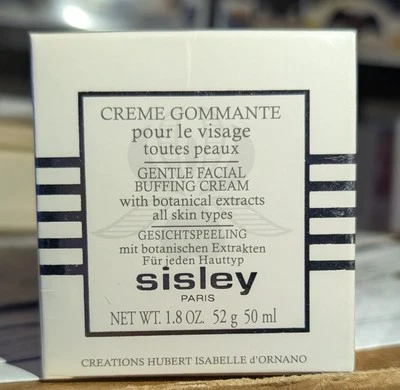 CREME GOMMANTE
pour le visage
toutes peaux
GENTLE FACIAL
BUFFING CREAM
with botanical extracts
all skin types
GESICHTSPEELING
mit botanischen Extrakten
Für jeden Hauttyp
sisley
PARIS
NET WT. 1.8 OZ. 52 g 50 ml
CREATIONS HUBERT ISABELLE d'ORNANO